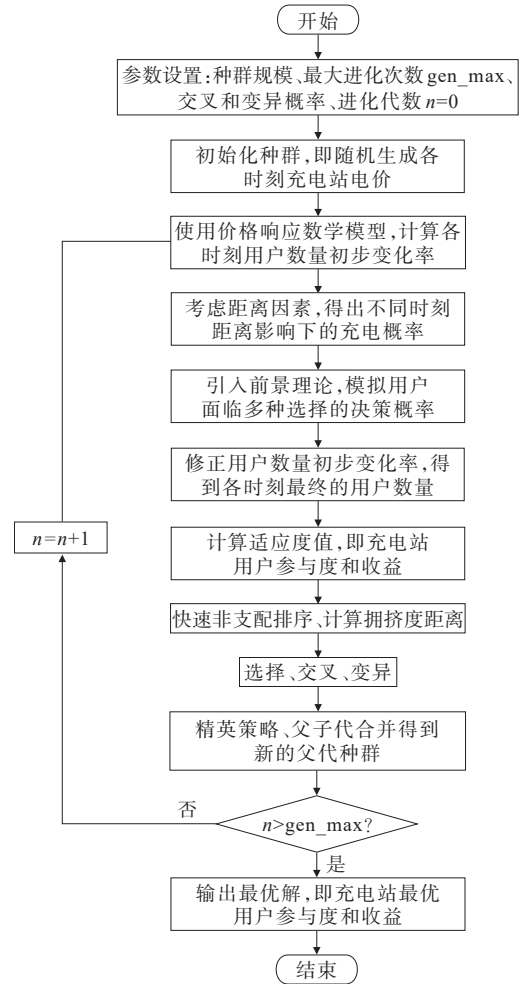 开始
参数设置:种群规模、最大进化次数gen_max、
交叉和变异概率、进化代数n=0
初始化种群,即随机生成各
时刻充电站电价
使用价格响应数学模型,计算各
时刻用户数量初步变化率
考虑距离因素,得出不同时刻
距离影响下的充电概率
引入前景理论,模拟用户
面临多种选择的决策概率
修正用户数量初步变化率,得
到各时刻最终的用户数量
n=n+1
计算适应度值,即充电站
用户参与度和收益
快速非支配排序、计算拥挤度距离
选择、交叉、变异
精英策略、父子代合并得到
新的父代种群
否
n>gen_max?
是
输出最优解,即充电站最优
用户参与度和收益
结束